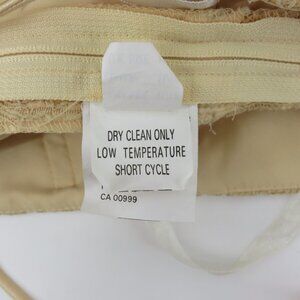 DRY CLEAN ONLY
LOW TEMPERATURE
SHORT CYCLE
CA 00999